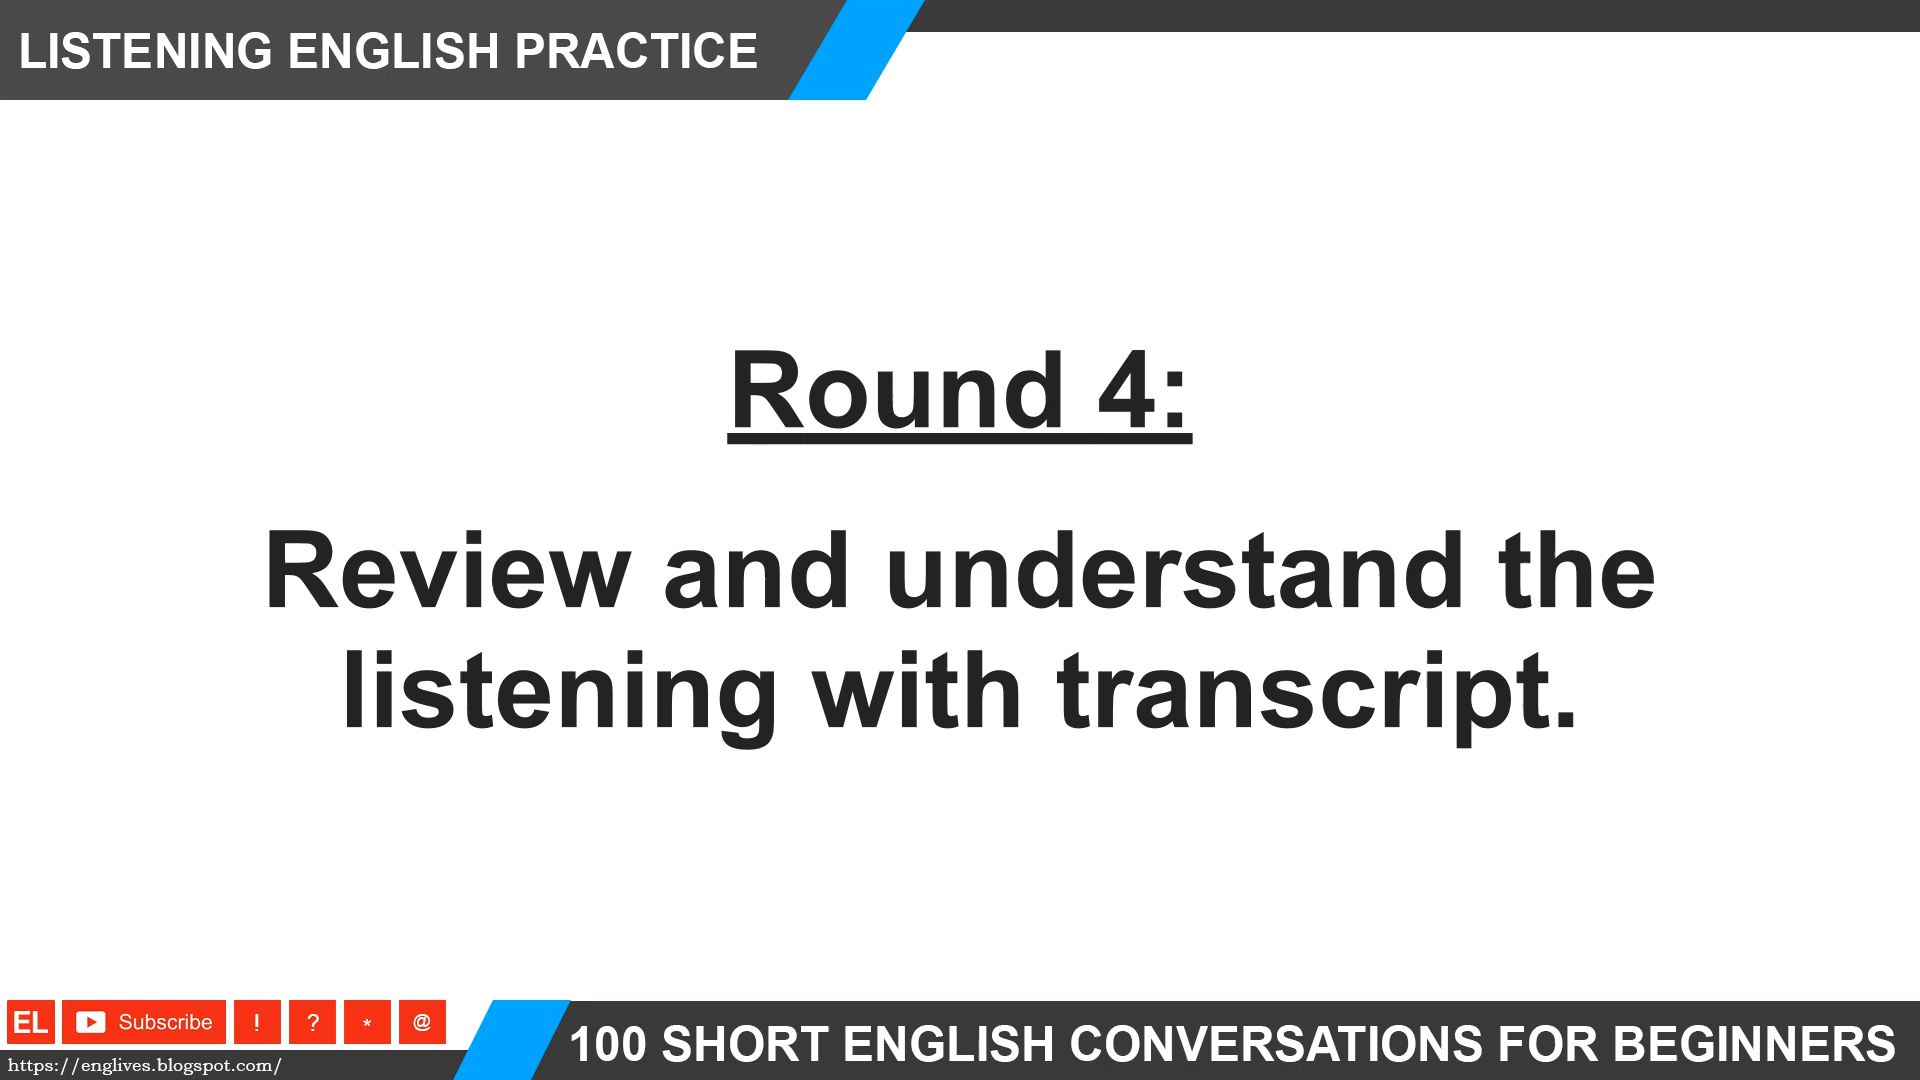 LISTENING ENGLISH PRACTICE
Round 4:
Review and understand the
listening with transcript.
EL Subscribe ! ? * @
100 SHORT ENGLISH CONVERSATIONS FOR BEGINNERS
https://englives.blogspot.com/